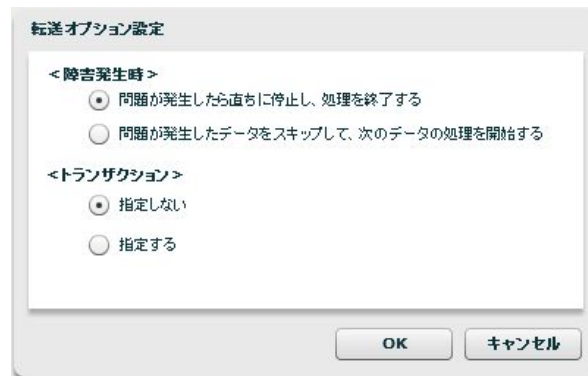 転送オプション設定
<障害発生時>
問題が発生したら直ちに停止し、処理を終了する
問題が発生したデータをスキップして、次のデータの処理を開始する
<トランザクション>
指定しない
指定する
OK
キャンセル